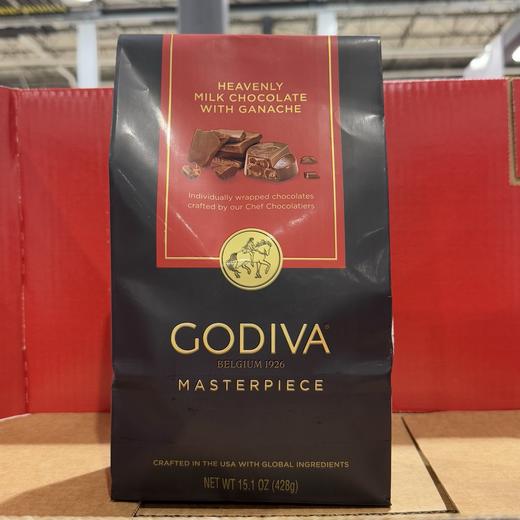 HEAVENLY
MILK CHOCOLATE
WITH GANACHE
Individually wrapped chocolates
crafted by our Chef Chocolatiers
GODIVA
BELGIUM 1926
MASTERPIECE
CRAFTED IN THE USA WITH GLOBAL INGREDIENTS
NET WT 15.1 OZ (428g)